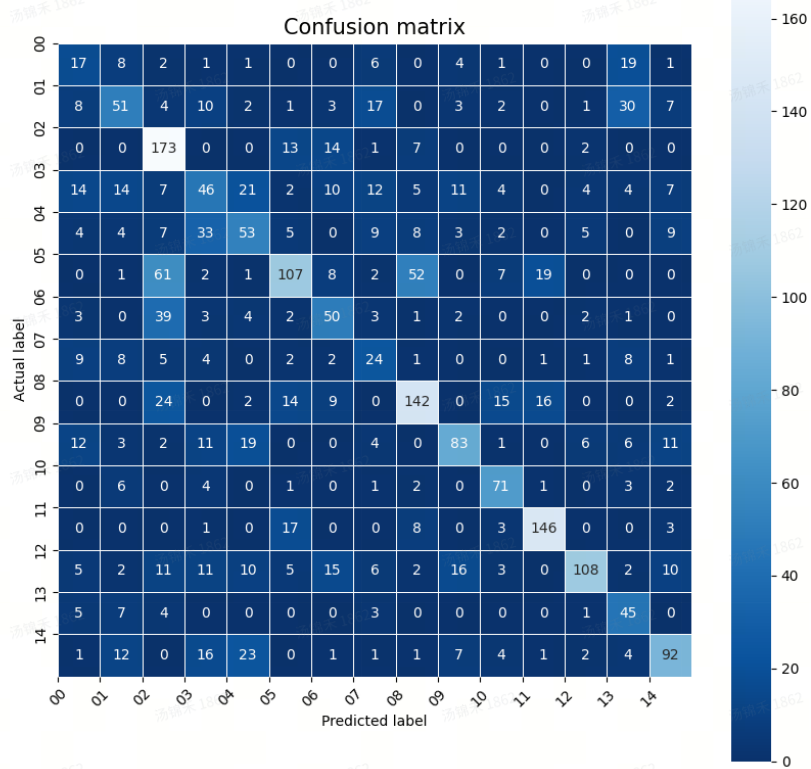 Confusion matrix
Actual label
00 17 8 2 1 1 0 0 6 0 4 1 0 0 19 1
01 8 51 4 10 2 1 3 17 0 3 2 0 1 30 7
02 0 0 173 0 0 13 14 1 7 0 0 0 2 0 0
03 14 14 7 46 21 2 10 12 5 11 4 0 4 4 7
04 4 4 7 33 53 5 0 9 8 3 2 0 5 0 9
05 0 1 61 2 1 107 8 2 52 0 7 19 0 0 0
06 3 0 39 3 4 2 50 3 1 2 0 0 2 1 0
07 9 8 5 4 0 2 2 24 1 0 0 1 1 8 1
08 0 0 24 0 2 14 9 0 142 0 15 16 0 0 2
09 12 3 2 11 19 0 0 4 0 83 1 0 6 6 11
10 0 6 0 4 0 1 0 1 2 0 71 1 0 3 2
11 0 0 0 1 0 17 0 0 8 0 3 146 0 0 3
12 5 2 11 11 10 5 15 6 2 16 3 0 108 2 10
13 5 7 4 0 0 0 0 3 0 0 0 0 1 45 0
14 1 12 0 16 23 0 1 1 1 7 4 1 2 4 92
00 01 02 03 04 05 06 07 08 09 10 11 12 13 14
Predicted label
160
140
120
100
80
60
40
20
0
汤锦禾 1862